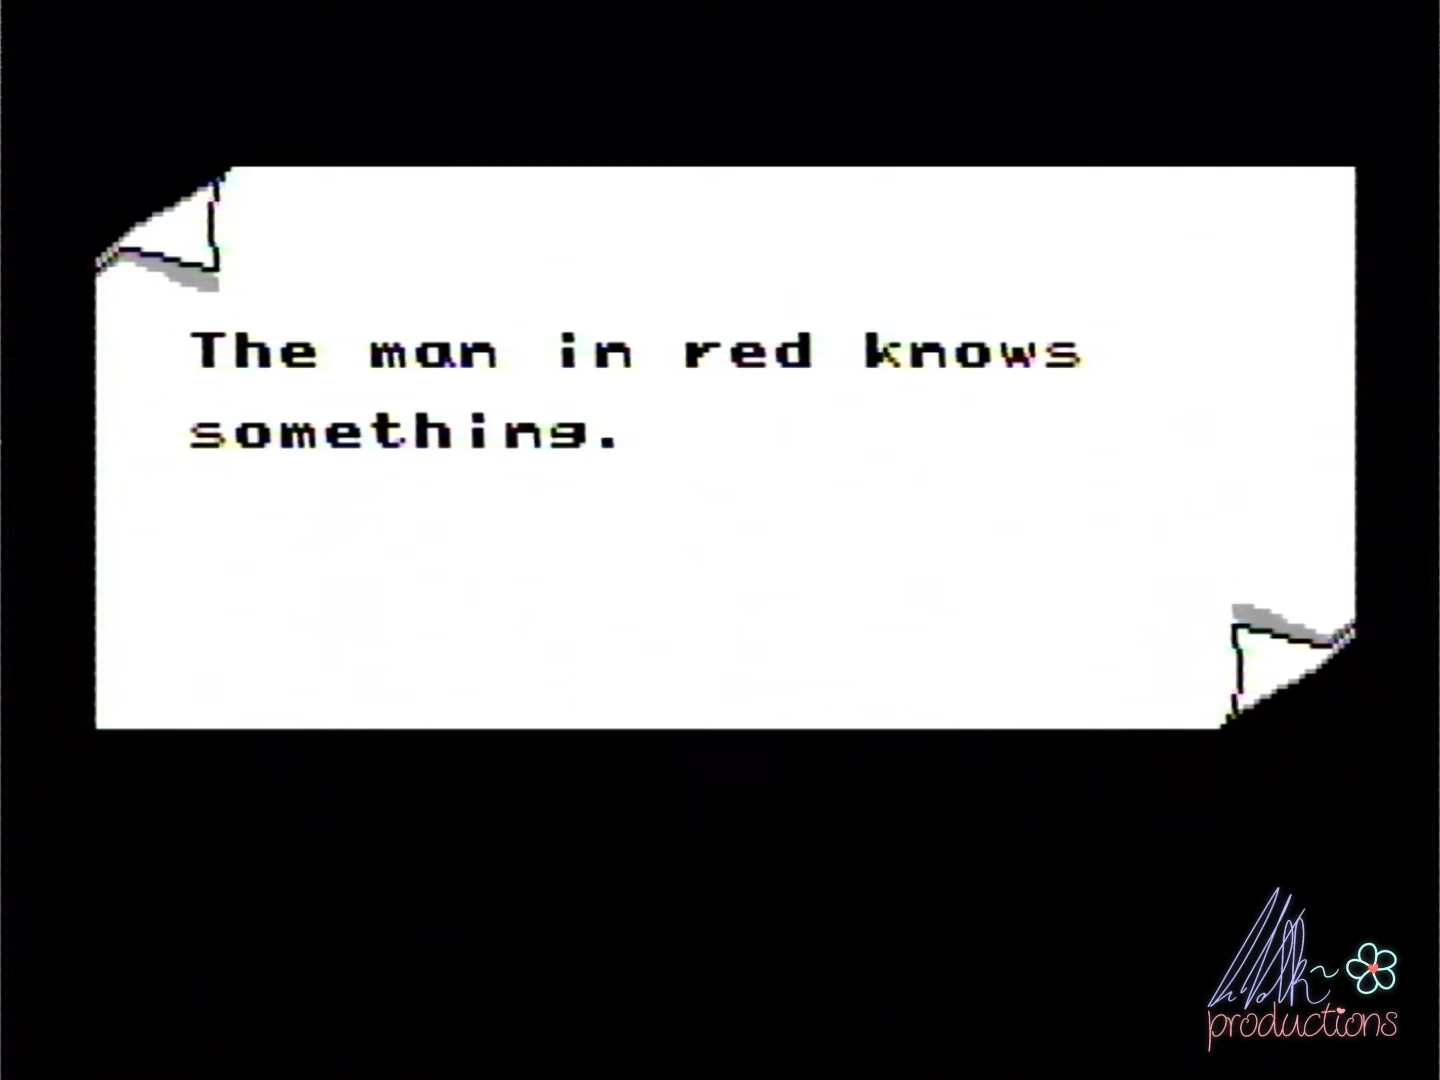 The man in red knows
something.
productions